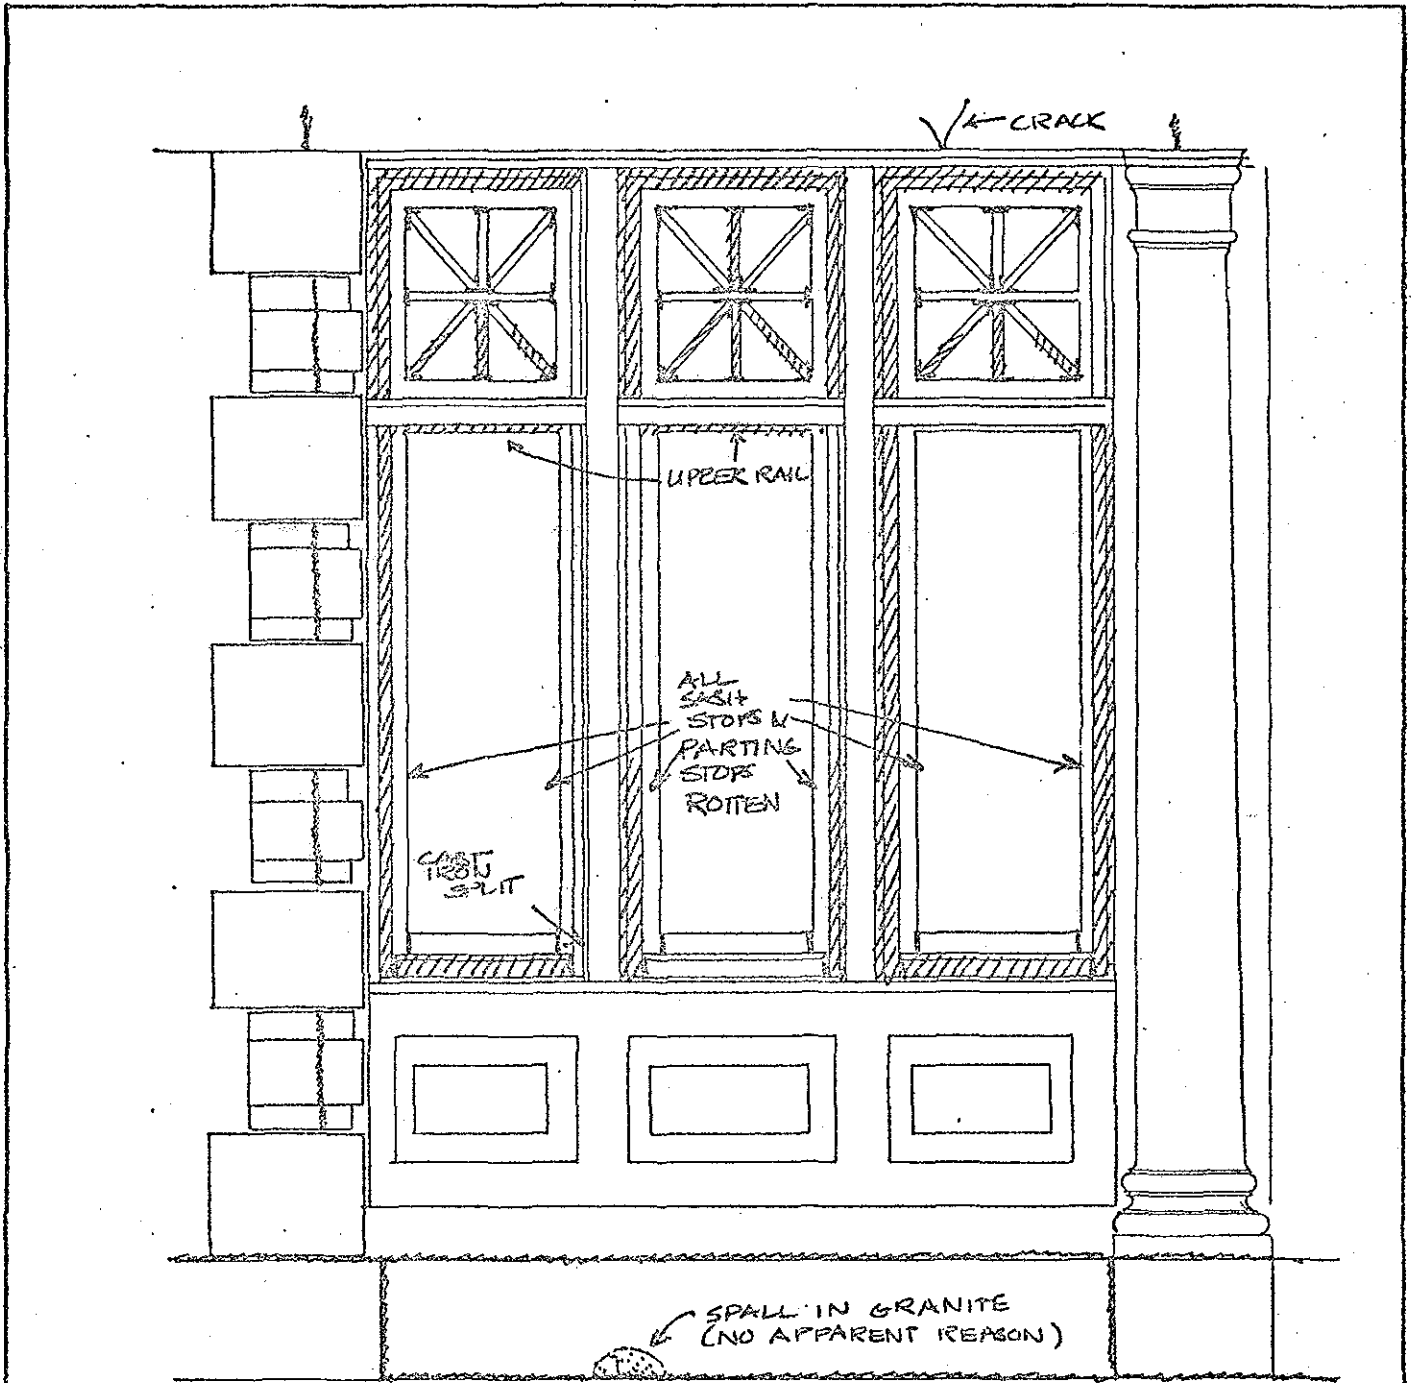 CRACK
UPPER RAIL
ALL
SASH
STOPS &
PARTING
STOPS
ROTTEN
CAST
IRON
SPLIT
SPALL IN GRANITE
(NO APPARENT REASON)